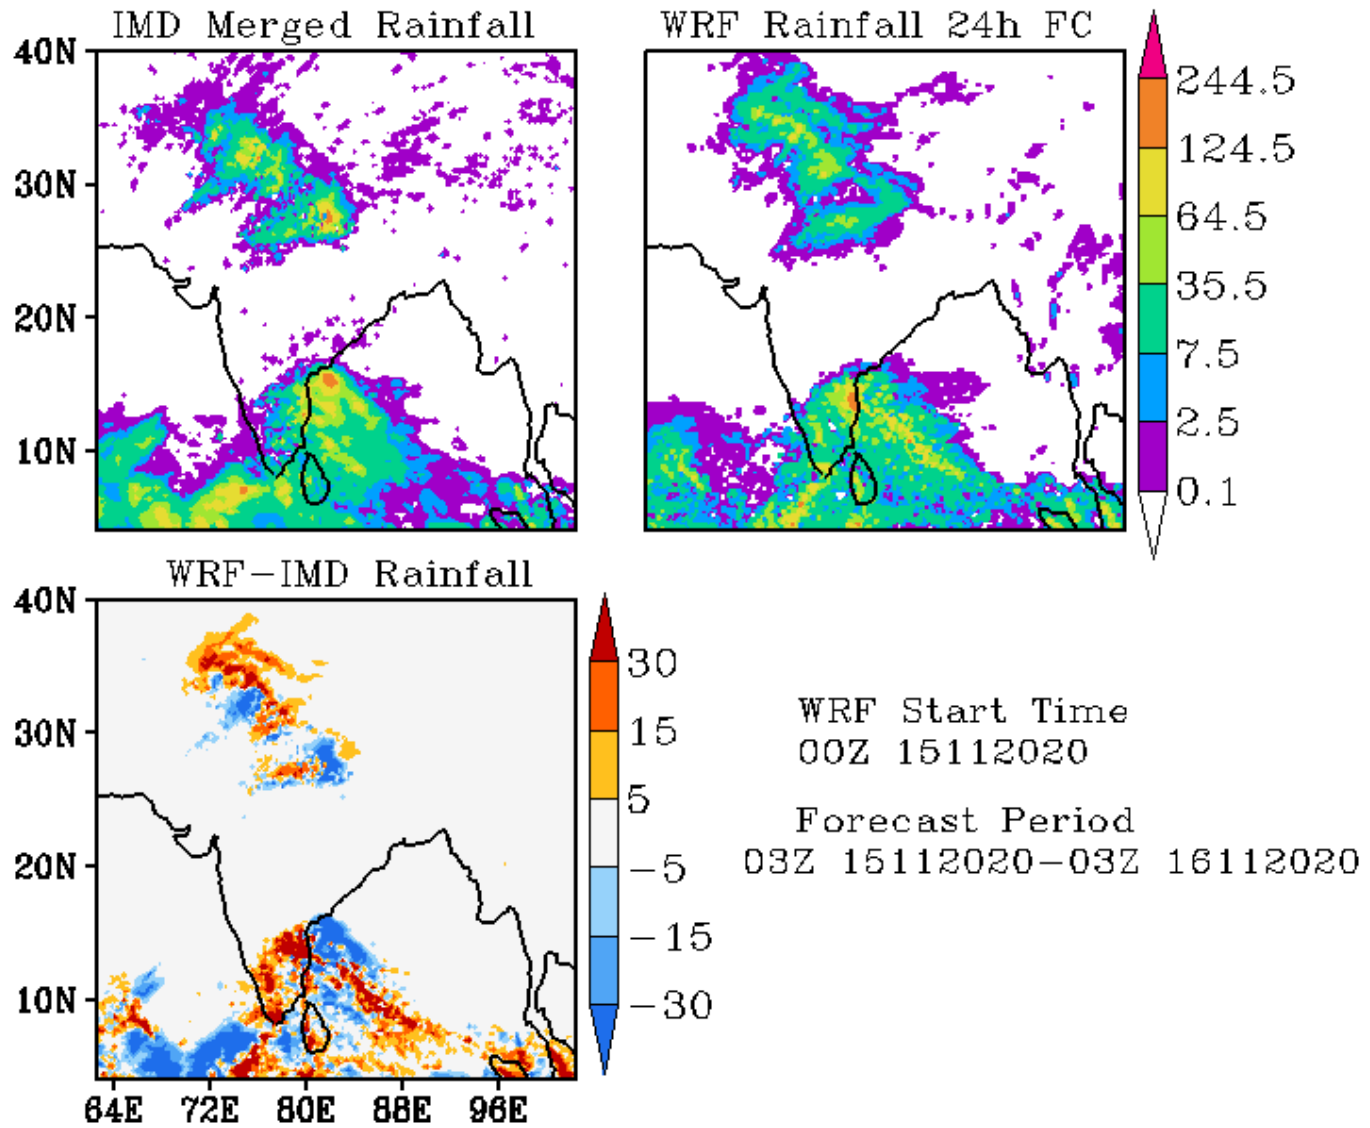 IMD Merged Rainfall
WRF Rainfall 24h FC
40N
30N
20N
10N
244.5
124.5
64.5
35.5
7.5
2.5
0.1
WRF-IMD Rainfall
40N
30N
20N
10N
64E 72E 80E 88E 96E
30
15
5
-5
-15
-30
WRF Start Time
00Z 15112020
Forecast Period
03Z 15112020-03Z 16112020